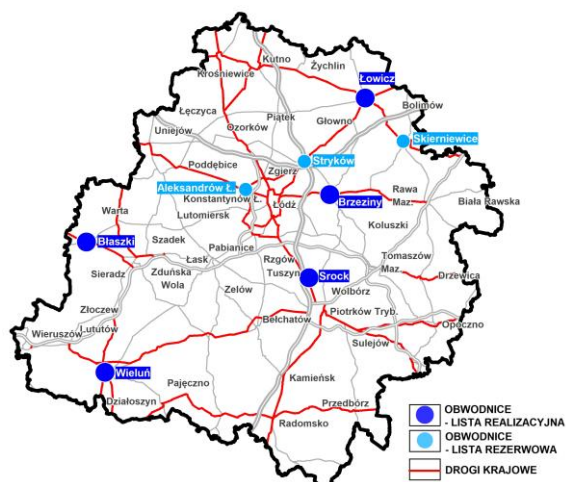 Kutno
Żychlin
Krośniewice
Łowicz
Łęczyca
Piątek
Bolimów
Uniejów
Ozorków
Głowno
Skierniewice
Stryków
Poddębice
Zgierz
Aleksandrów Ł.
Konstantynów Ł.
Łódź
Brzeziny
Rawa
Maz.
Biała Rawska
Warta
Lutomiersk
Koluszki
Błaszki
Szadek
Pabianice
Sieradz
Łask
Zduńska
Wola
Rzgów
Tuszyn
Srock
Tomaszów
Maz.
Drzewica
Zelów
Wolbórz
Złoczew
Lututów
Wieruszów
Bełchatów
Piotrków Tryb.
Opoczno
Sulejów
Wieluń
Pajęczno
Kamieńsk
Działoszyn
Przedbórz
Radomsko
OBWODNICE
- LISTA REALIZACYJNA
OBWODNICE
- LISTA REZERWOWA
DROGI KRAJOWE